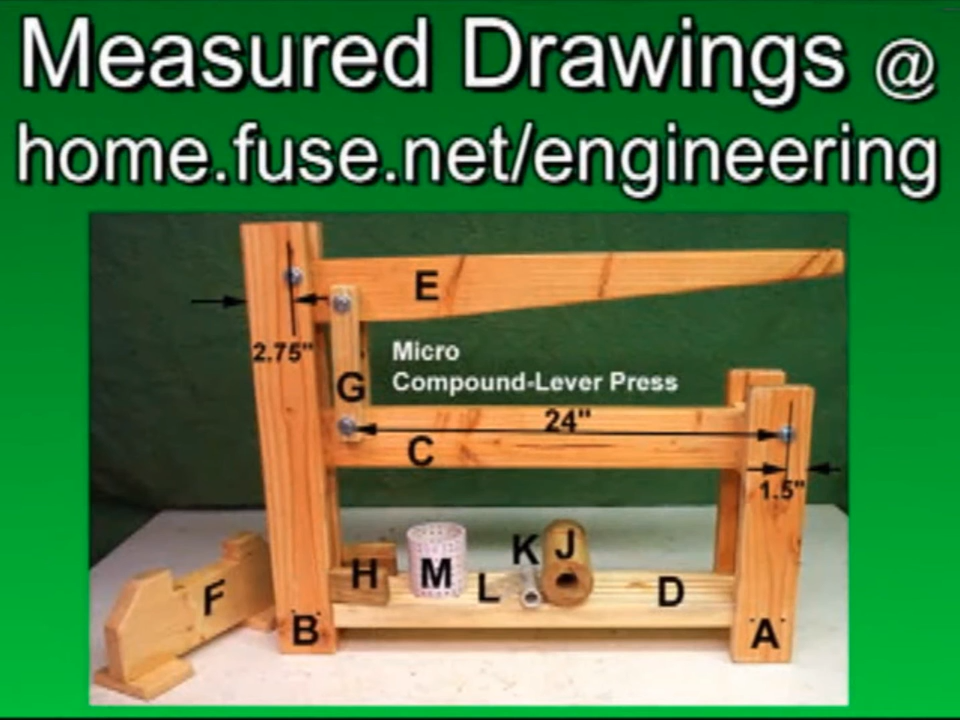 Measured Drawings @
home.fuse.net/engineering
E
2.75"
Micro
Compound-Lever Press
G
24"
C
1.5"
K J
H M L D
F
B A